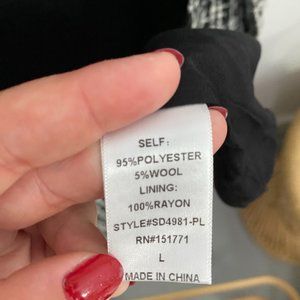 SELF:
95%POLYESTER
5%WOOL
LINING:
100%RAYON
STYLE#SD4981-PL
RN#151771
L
MADE IN CHINA